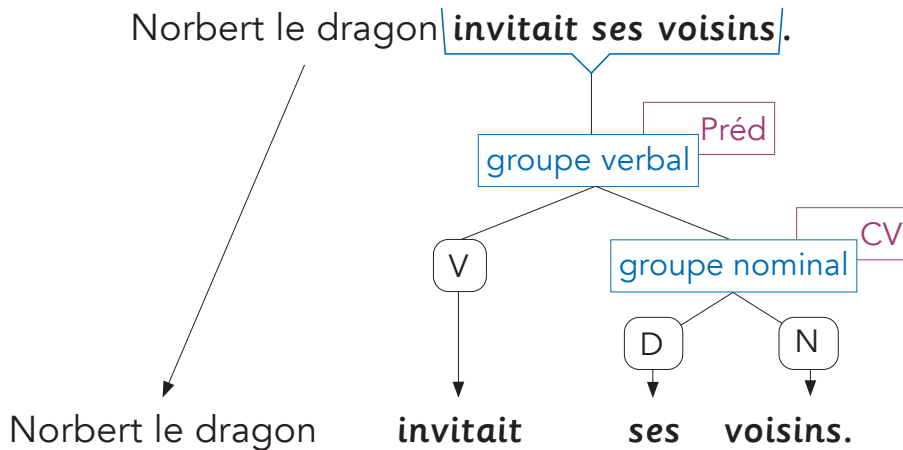 Norbert le dragon invitait ses voisins.
Préd
groupe verbal
CV
V
groupe nominal
D N
Norbert le dragon invitait ses voisins.